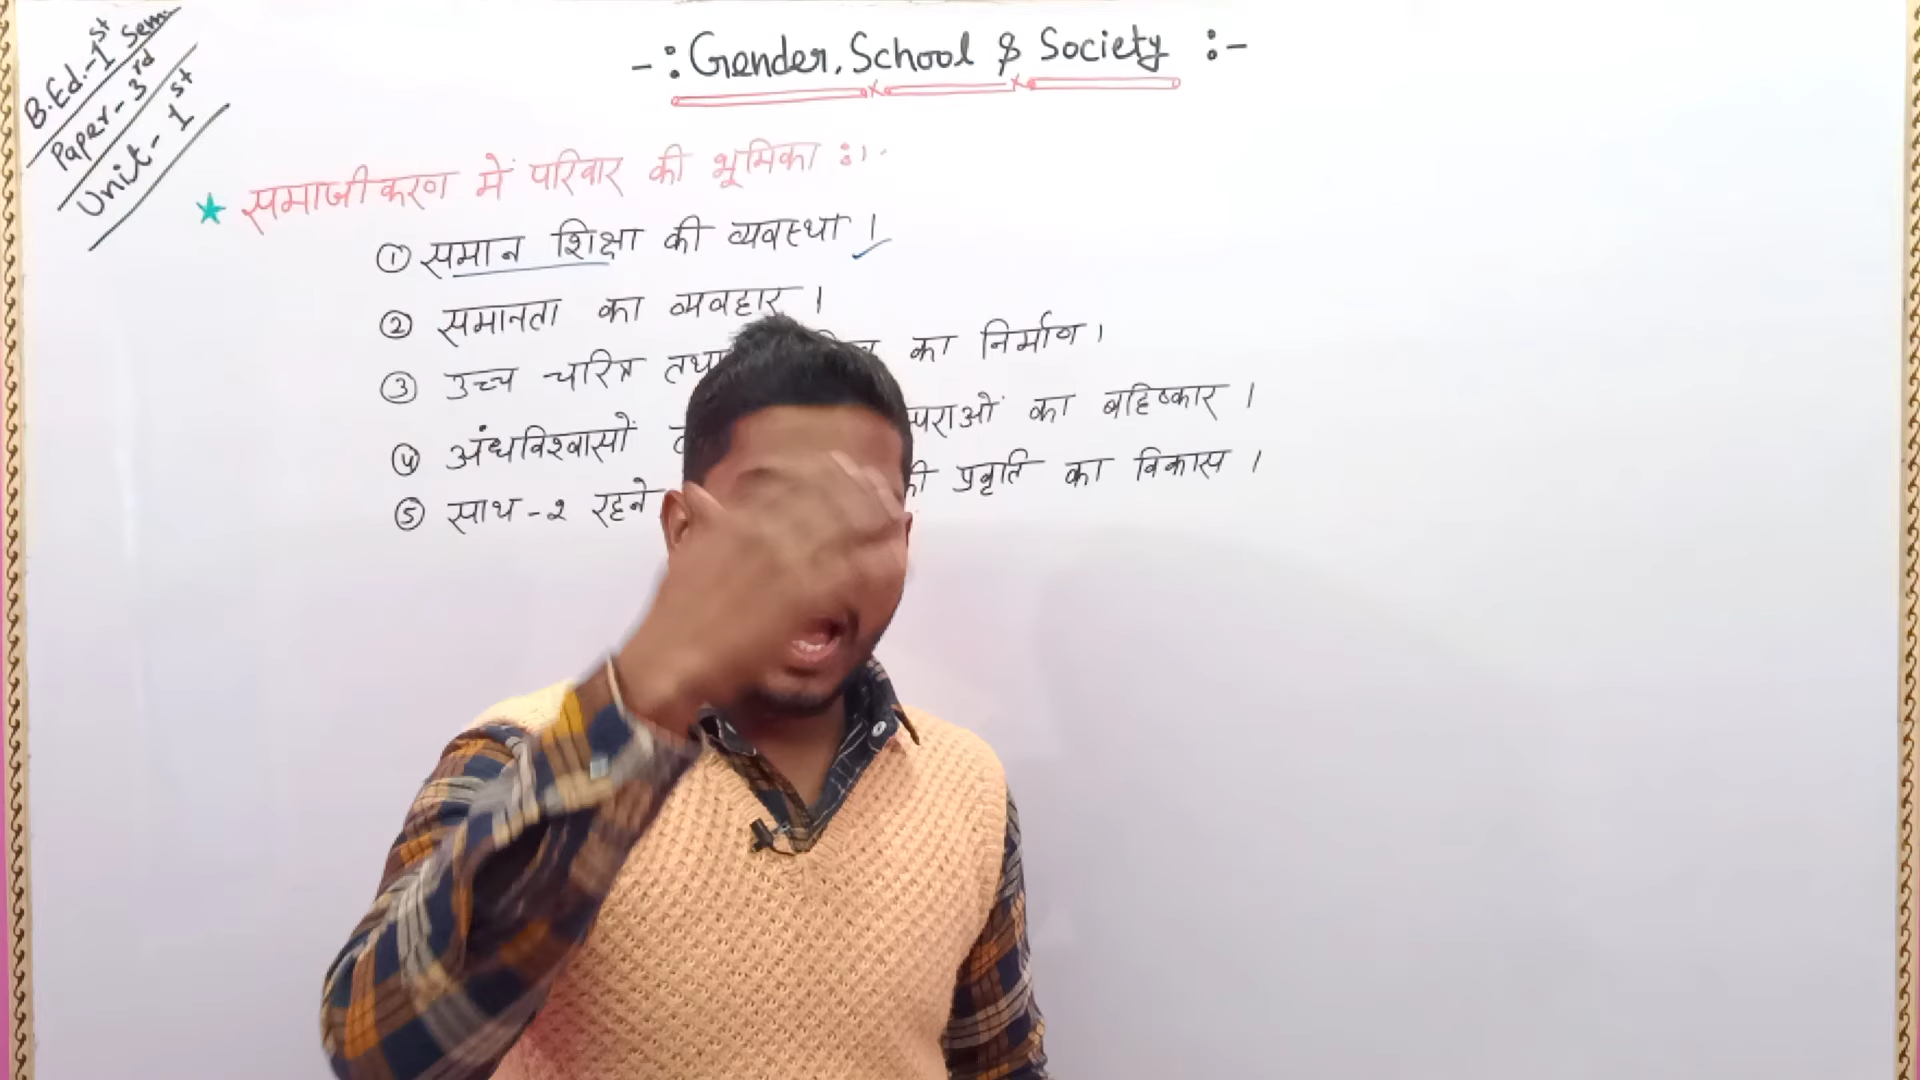 B.Ed.-1st Sem.
Paper-3rd
Unit-1st
-: Gender, School & Society :-
★ समाजीकरण में परिवार की भूमिका :-
① समान शिक्षा की व्यवस्था ।
② समानता का व्यवहार ।
③ उच्च चरित्र तथा का निर्माण ।
④ अंधविश्वासों का बहिष्कार ।
⑤ साथ-२ रहने की प्रवृति का विकास ।